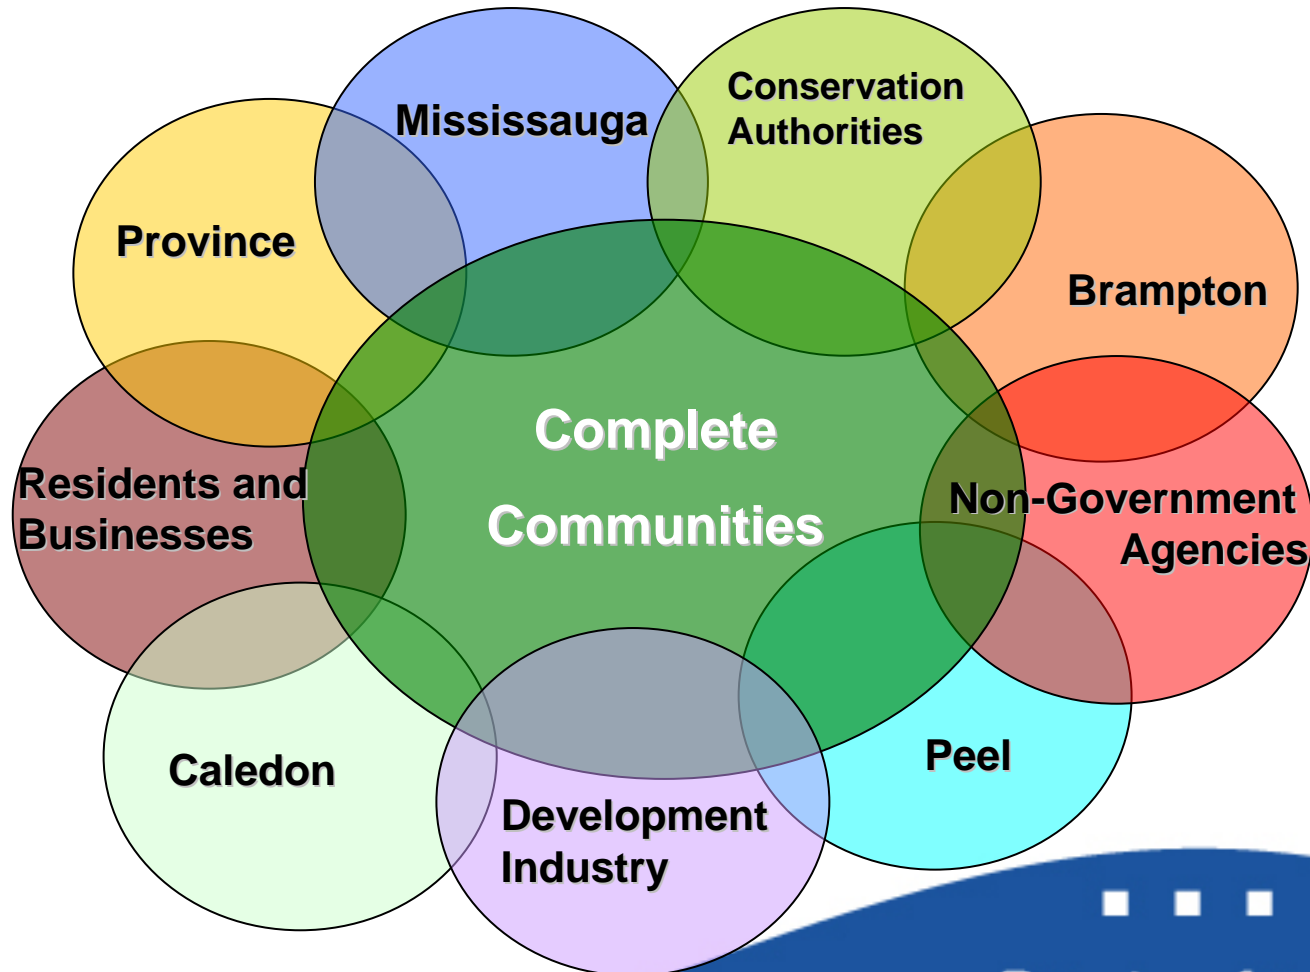 Mississauga
Conservation
Authorities
Province
Brampton
Complete
Communities
Residents and
Businesses
Non-Government
Agencies
Caledon
Peel
Development
Industry